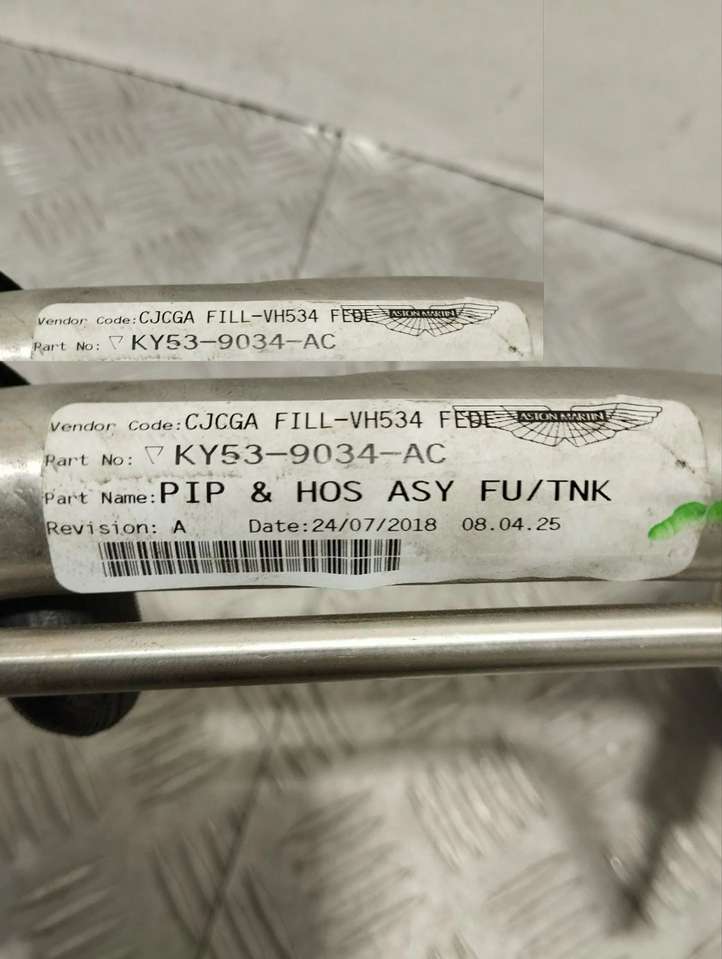 Vendor Code:CJCGA FILL-VH534 FEDE
ASTON MARTIN
Part No: ▽KY53-9034-AC
Vendor Code:CJCGA FILL-VH534 FEDE
ASTON MARTIN
Part No: ▽KY53-9034-AC
Part Name:PIP & HOS ASY FU/TNK
Revision: A Date:24/07/2018 08.04.25